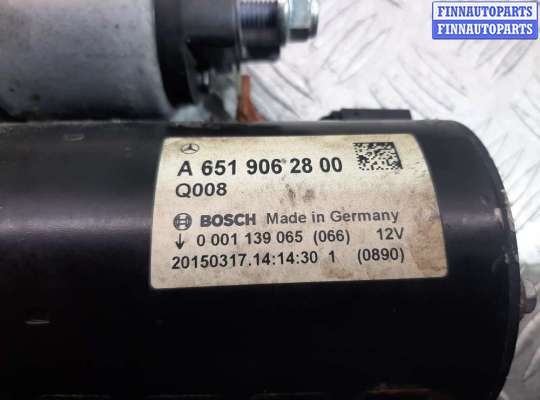 FINNAUTOPARTS
FINNAUTOPARTS
A 651 906 28 00
Q008
BOSCH Made in Germany
0 001 139 065 (066) 12V
20150317.14:14:30 1 (0890)